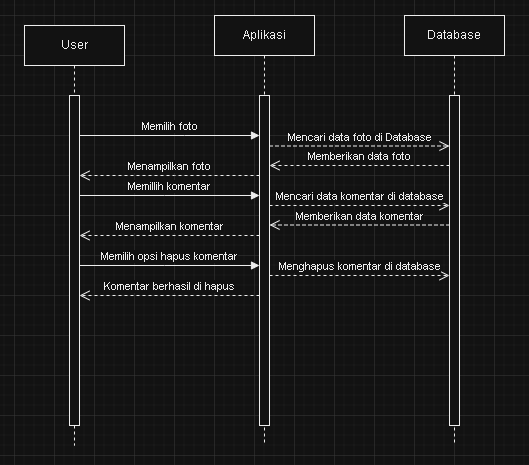 User
Aplikasi
Database
Memilih foto
Mencari data foto di Database
Memberikan data foto
Menampilkan foto
Memillih komentar
Mencari data komentar di database
Memberikan data komentar
Menampilkan komentar
Memilih opsi hapus komentar
Menghapus komentar di database
Komentar berhasil di hapus